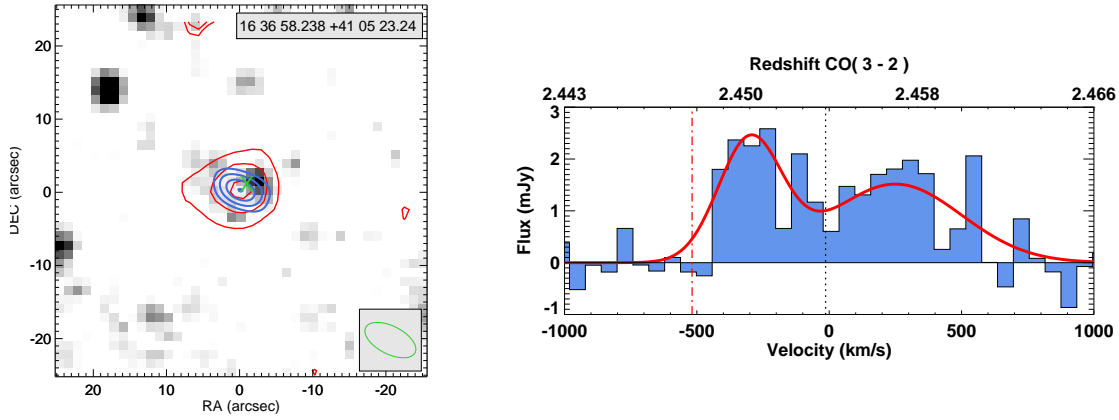 16 36 58.238 +41 05 23.24
20
10
0
-10
-20
DEC (arcsec)
20 10 0 -10 -20
RA (arcsec)
Redshift CO( 3 - 2 )
2.443 2.450 2.458 2.466
3
2
1
0
-1
Flux (mJy)
-1000 -500 0 500 1000
Velocity (km/s)